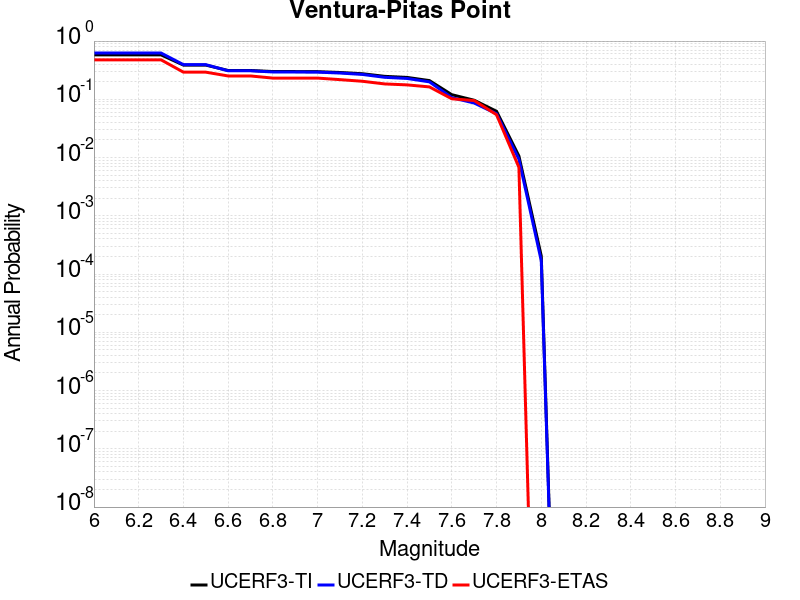 Ventura-Pitas Point
10^0
10^-1
10^-2
10^-3
10^-4
10^-5
10^-6
10^-7
10^-8
Annual Probability
6 6.2 6.4 6.6 6.8 7 7.2 7.4 7.6 7.8 8 8.2 8.4 8.6 8.8 9
Magnitude
UCERF3-TI UCERF3-TD UCERF3-ETAS